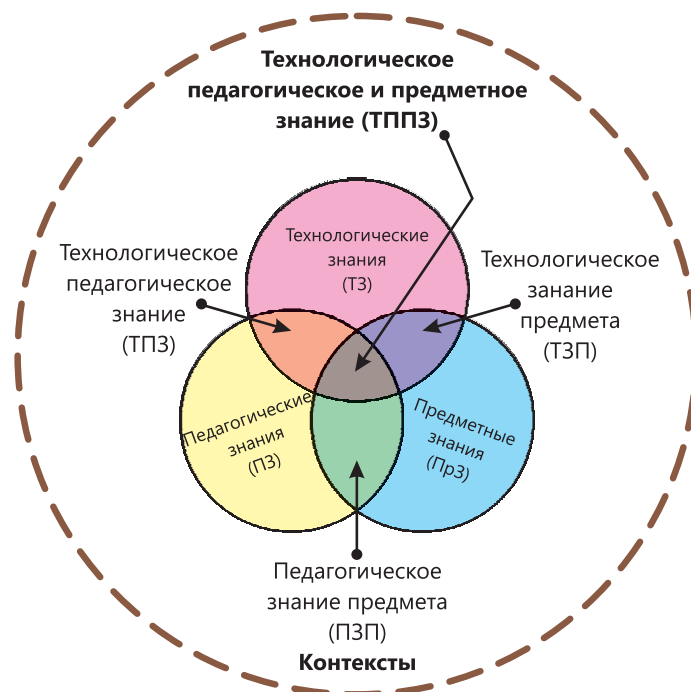 Технологическое
педагогическое и предметное
знание (ТППЗ)
Технологические
знания
(ТЗ)
Технологическое
педагогическое
знание
(ТПЗ)
Технологическое
занание
предмета
(ТЗП)
Педагогические
знания
(ПЗ)
Предметные
знания
(ПрЗ)
Педагогическое
знание предмета
(ПЗП)
Контексты